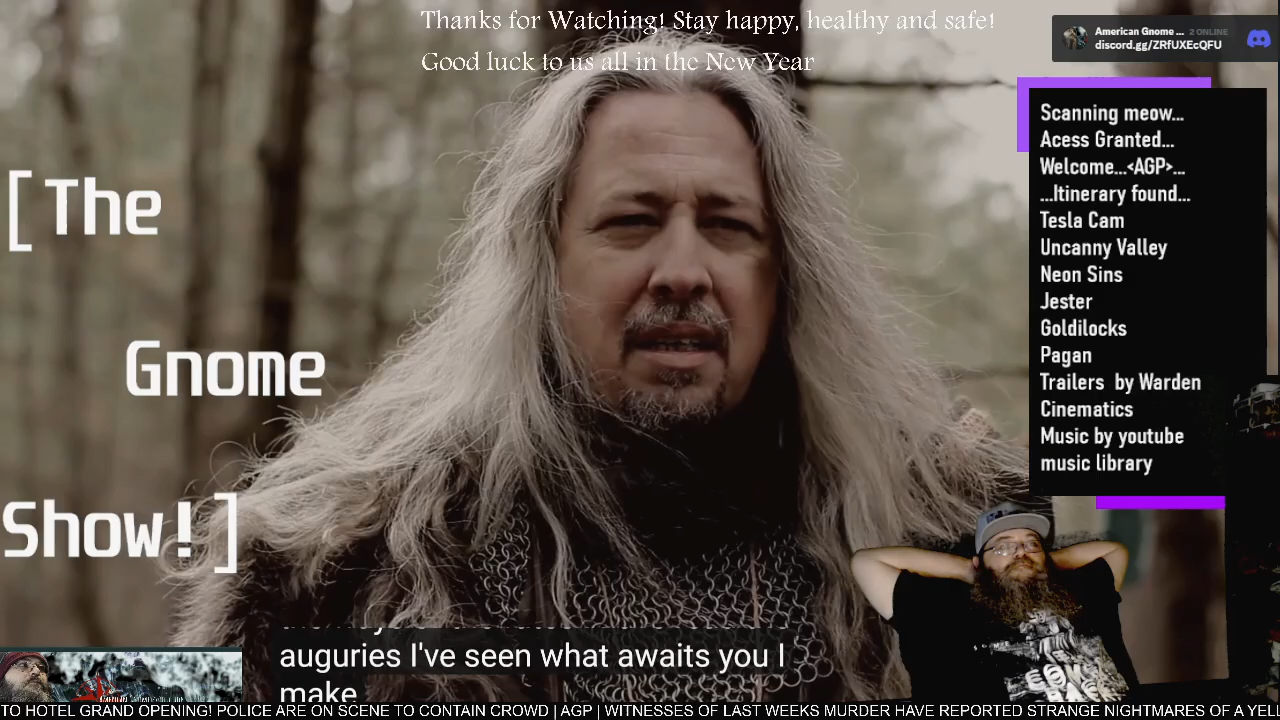 Thanks for Watching! Stay happy, healthy and safe!
Good luck to us all in the New Year
American Gnome ... 2 ONLINE
discord.gg/ZRfUXEcQFU
Scanning meow...
Acess Granted...
Welcome...<AGP>...
...Itinerary found...
Tesla Cam
Uncanny Valley
Neon Sins
Jester
Goldilocks
Pagan
Trailers by Warden
Cinematics
Music by youtube
music library
[The
Gnome
Show!]
auguries I've seen what awaits you I
make
TO HOTEL GRAND OPENING! POLICE ARE ON SCENE TO CONTAIN CROWD | AGP | WITNESSES OF LAST WEEKS MURDER HAVE REPORTED STRANGE NIGHTMARES OF A YELL